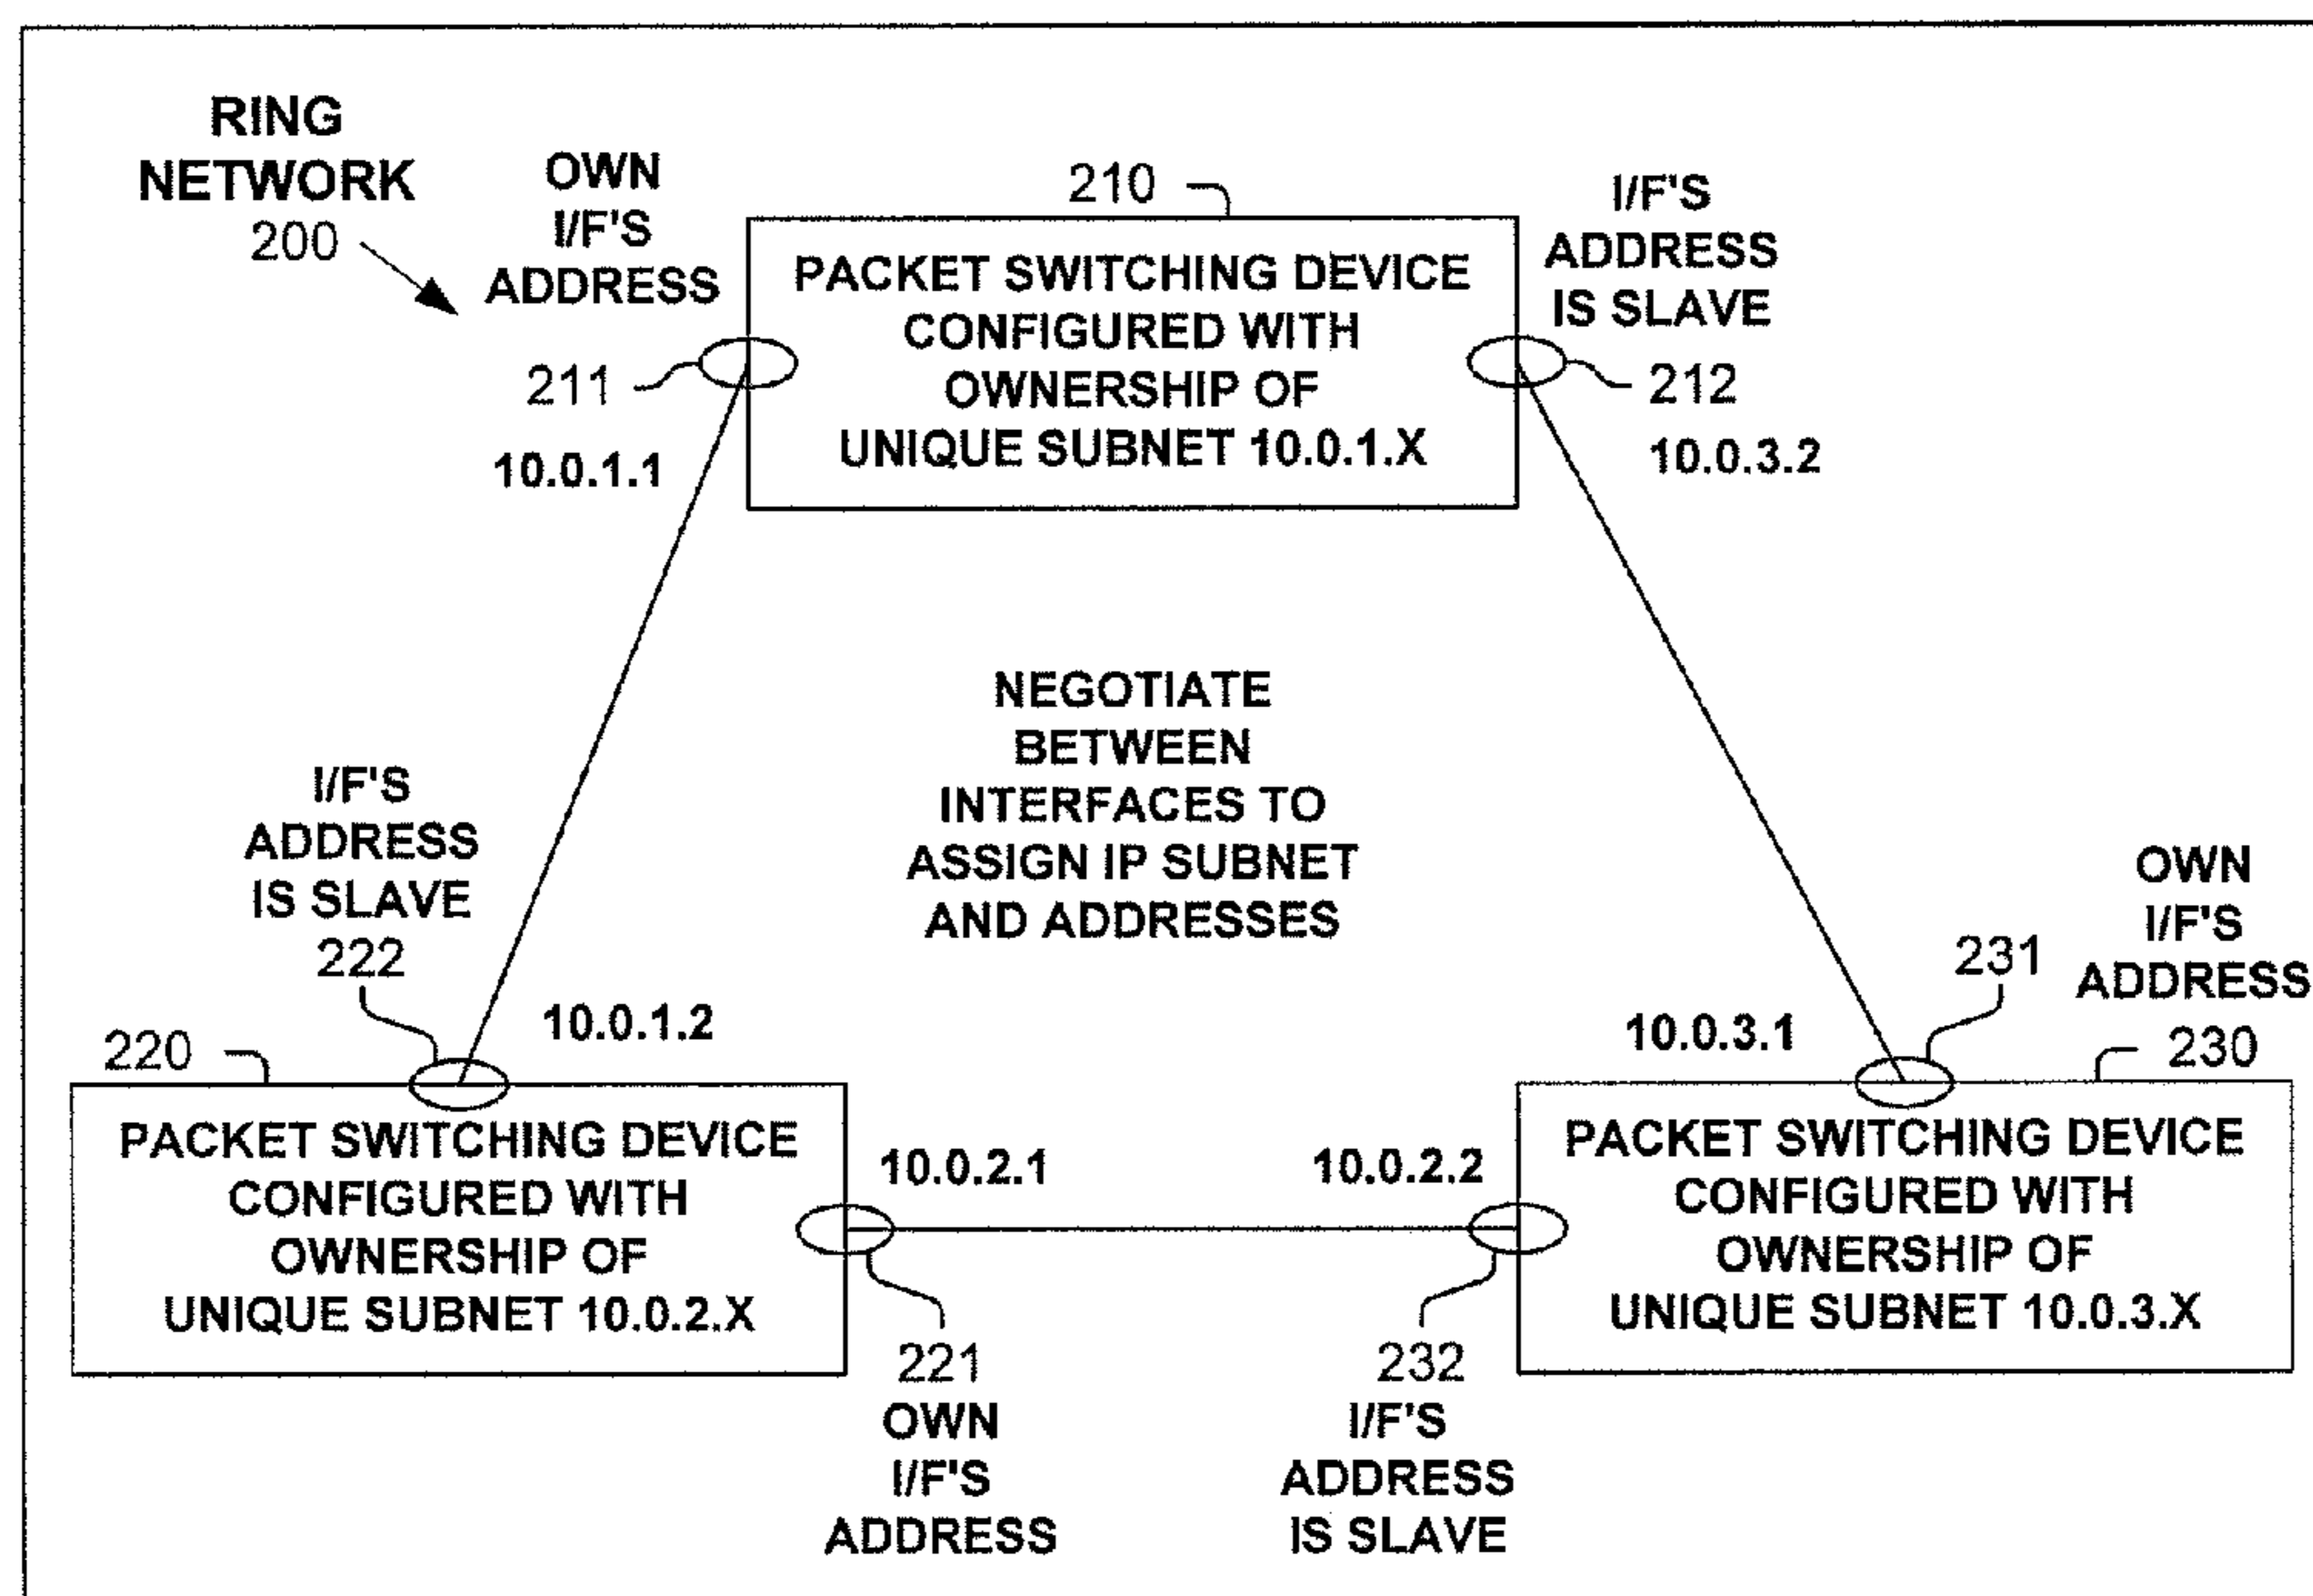 RING
NETWORK
200
OWN
I/F'S
ADDRESS
211
10.0.1.1
210
PACKET SWITCHING DEVICE
CONFIGURED WITH
OWNERSHIP OF
UNIQUE SUBNET 10.0.1.X
I/F'S
ADDRESS
IS SLAVE
212
10.0.3.2
NEGOTIATE
BETWEEN
INTERFACES TO
ASSIGN IP SUBNET
AND ADDRESSES
I/F'S
ADDRESS
IS SLAVE
222
10.0.1.2
220
PACKET SWITCHING DEVICE
CONFIGURED WITH
OWNERSHIP OF
UNIQUE SUBNET 10.0.2.X
10.0.2.1
221
OWN
I/F'S
ADDRESS
10.0.2.2
232
I/F'S
ADDRESS
IS SLAVE
10.0.3.1
231
OWN
I/F'S
ADDRESS
230
PACKET SWITCHING DEVICE
CONFIGURED WITH
OWNERSHIP OF
UNIQUE SUBNET 10.0.3.X